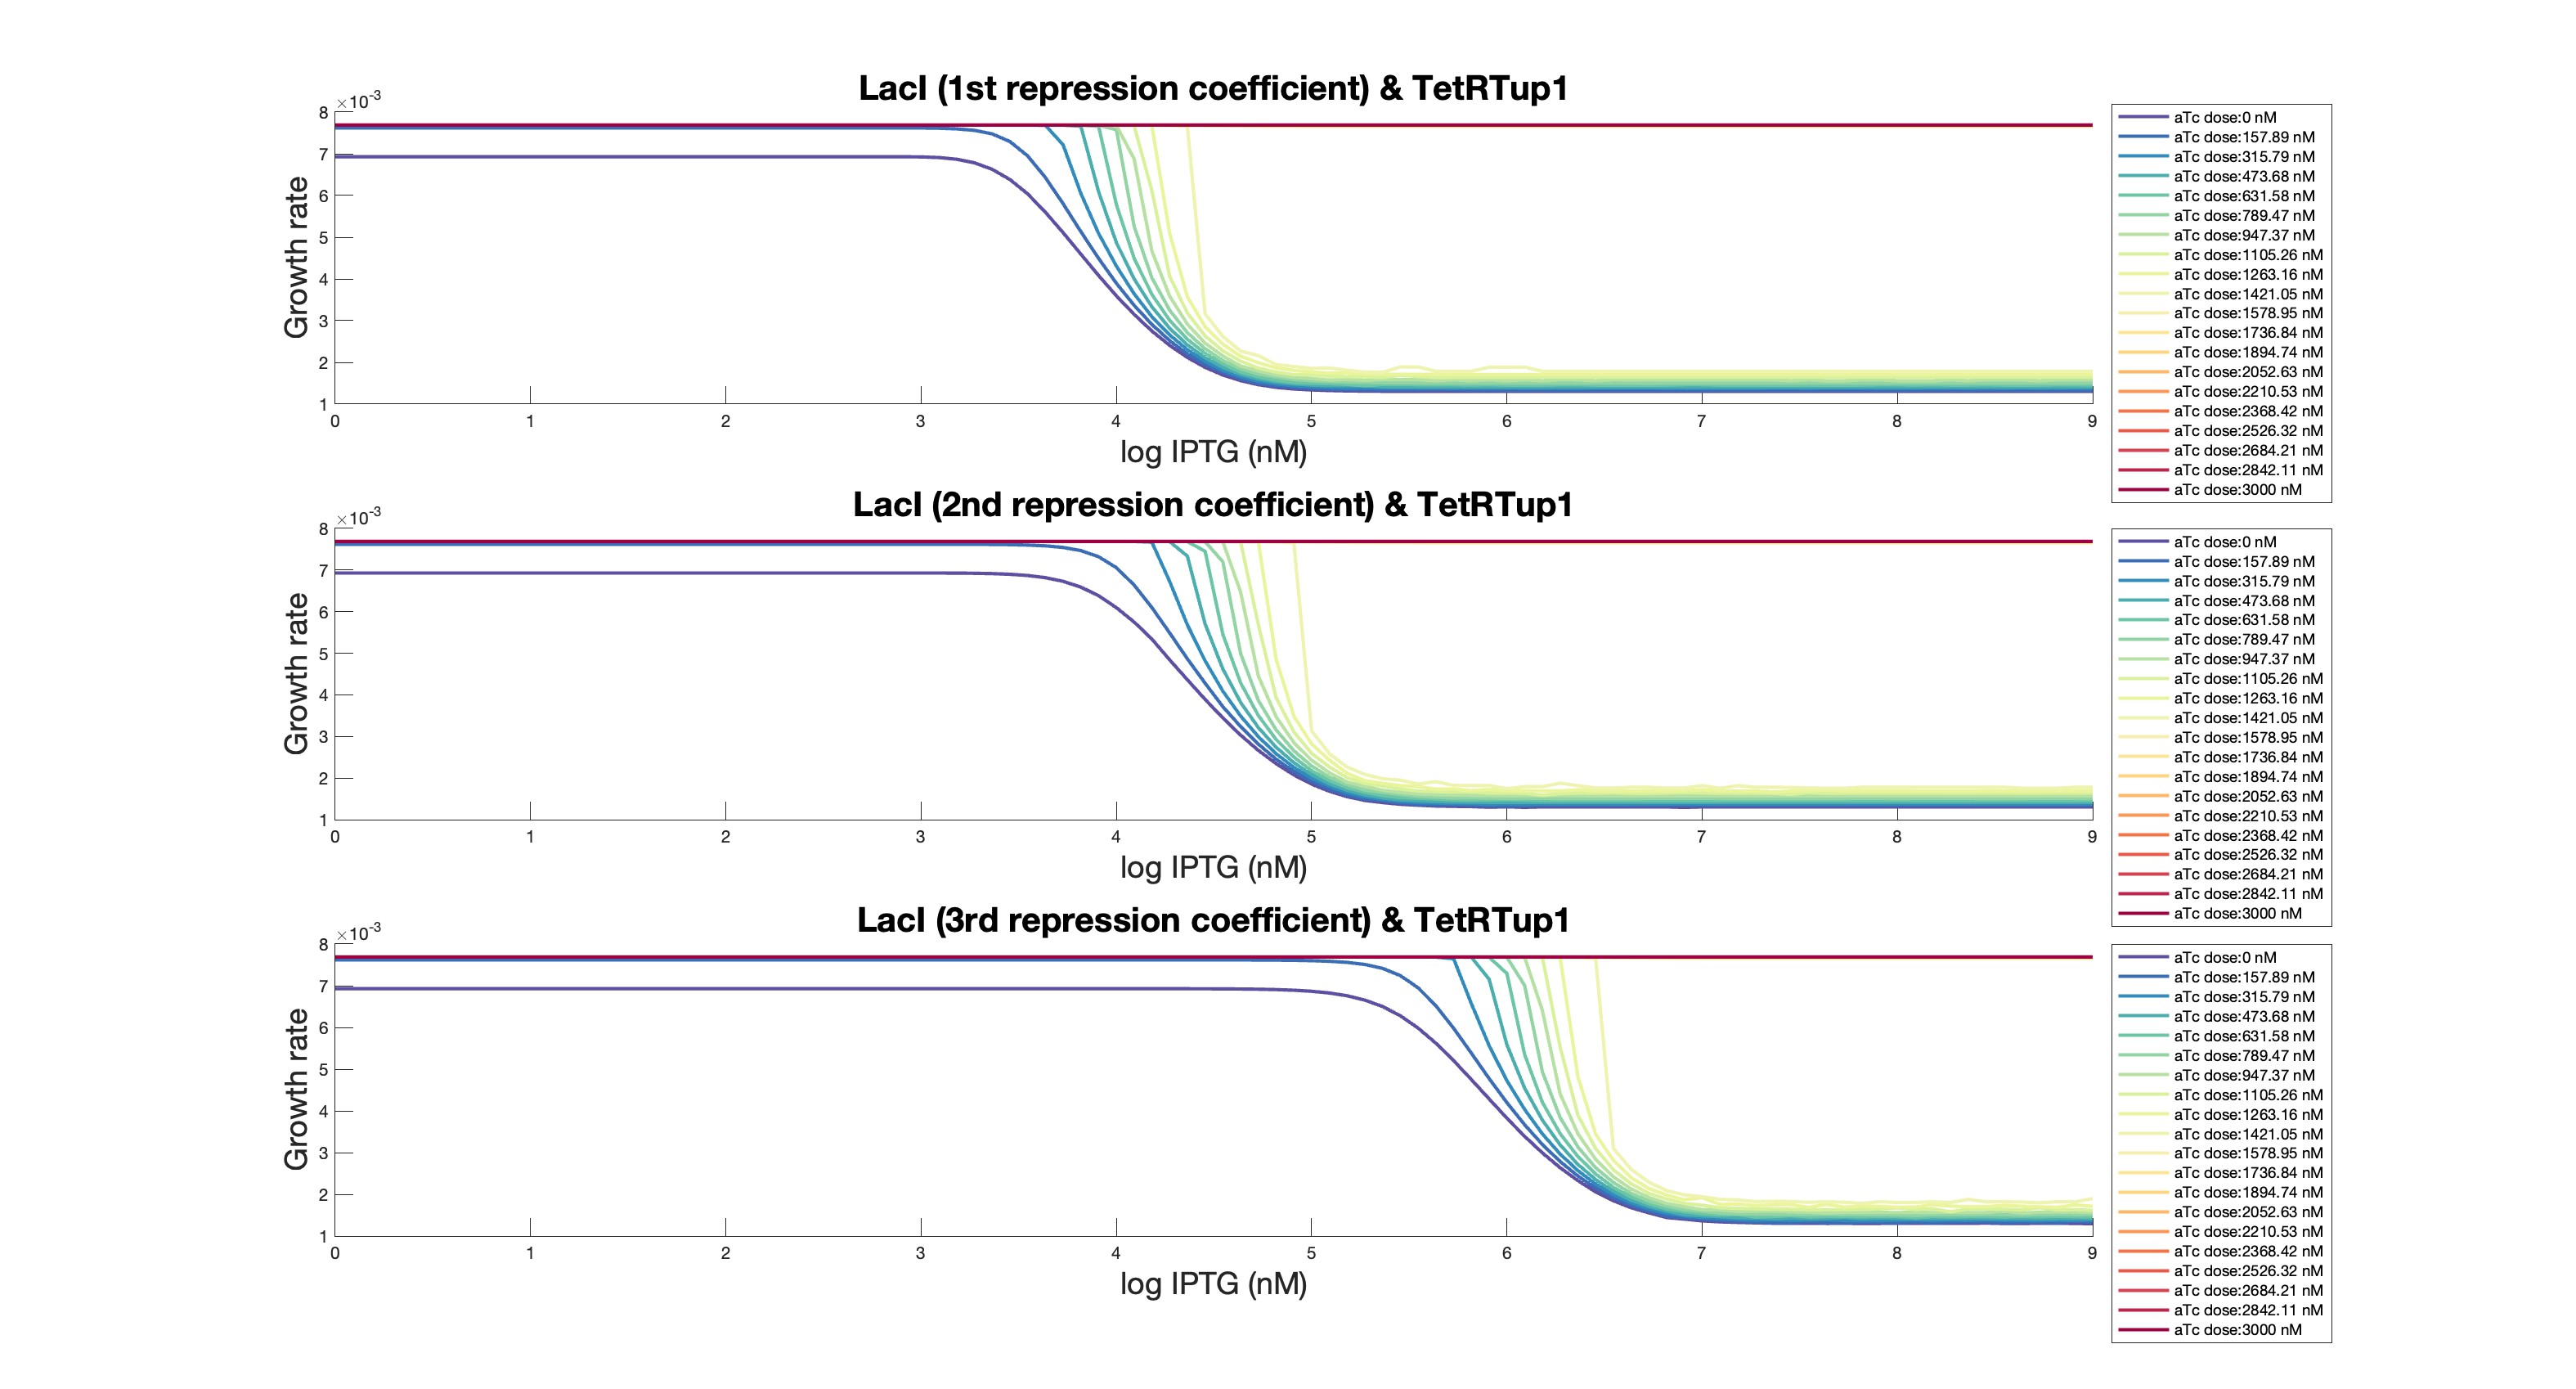 LacI (1st repression coefficient) & TetRTup1
×10-3
8
7
6
5
4
3
2
1
Growth rate
0 1 2 3 4 5 6 7 8 9
log IPTG (nM)
aTc dose:0 nM
aTc dose:157.89 nM
aTc dose:315.79 nM
aTc dose:473.68 nM
aTc dose:631.58 nM
aTc dose:789.47 nM
aTc dose:947.37 nM
aTc dose:1105.26 nM
aTc dose:1263.16 nM
aTc dose:1421.05 nM
aTc dose:1578.95 nM
aTc dose:1736.84 nM
aTc dose:1894.74 nM
aTc dose:2052.63 nM
aTc dose:2210.53 nM
aTc dose:2368.42 nM
aTc dose:2526.32 nM
aTc dose:2684.21 nM
aTc dose:2842.11 nM
aTc dose:3000 nM
LacI (2nd repression coefficient) & TetRTup1
×10-3
8
7
6
5
4
3
2
1
Growth rate
0 1 2 3 4 5 6 7 8 9
log IPTG (nM)
aTc dose:0 nM
aTc dose:157.89 nM
aTc dose:315.79 nM
aTc dose:473.68 nM
aTc dose:631.58 nM
aTc dose:789.47 nM
aTc dose:947.37 nM
aTc dose:1105.26 nM
aTc dose:1263.16 nM
aTc dose:1421.05 nM
aTc dose:1578.95 nM
aTc dose:1736.84 nM
aTc dose:1894.74 nM
aTc dose:2052.63 nM
aTc dose:2210.53 nM
aTc dose:2368.42 nM
aTc dose:2526.32 nM
aTc dose:2684.21 nM
aTc dose:2842.11 nM
aTc dose:3000 nM
LacI (3rd repression coefficient) & TetRTup1
×10-3
8
7
6
5
4
3
2
1
Growth rate
0 1 2 3 4 5 6 7 8 9
log IPTG (nM)
aTc dose:0 nM
aTc dose:157.89 nM
aTc dose:315.79 nM
aTc dose:473.68 nM
aTc dose:631.58 nM
aTc dose:789.47 nM
aTc dose:947.37 nM
aTc dose:1105.26 nM
aTc dose:1263.16 nM
aTc dose:1421.05 nM
aTc dose:1578.95 nM
aTc dose:1736.84 nM
aTc dose:1894.74 nM
aTc dose:2052.63 nM
aTc dose:2210.53 nM
aTc dose:2368.42 nM
aTc dose:2526.32 nM
aTc dose:2684.21 nM
aTc dose:2842.11 nM
aTc dose:3000 nM